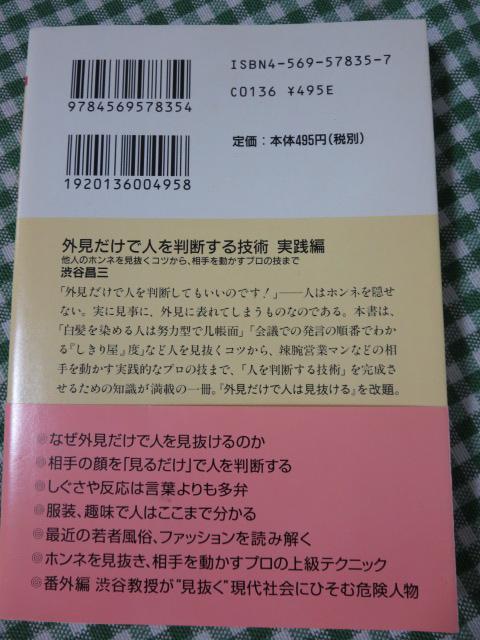 ISBN4-569-57835-7
9784569578354
C0136 ¥495E
定価：本体495円(税別)
1920136004958
外見だけで人を判断する技術 実践編
他人のホンネを見抜くコツから、相手を動かすプロの技まで
渋谷昌三
「外見だけで人を判断してもいいのです！」――人はホンネを隠せ
ない。実に見事に、外見に表れてしまうものなのである。本書は、
「白髪を染める人は努力型で几帳面」「会議での発言の順番でわか
る『しきり屋』度」など人を見抜くコツから、辣腕営業マンなどの相
手を動かす実践的なプロの技まで、「人を判断する技術」を完成さ
せるための知識が満載の一冊。『外見だけで人は見抜ける』を改題。
◎なぜ外見だけで人を見抜けるのか
◎相手の顔を「見るだけ」で人を判断する
◎しぐさや反応は言葉よりも多弁
◎服装、趣味で人はここまで分かる
◎最近の若者風俗、ファッションを読み解く
◎ホンネを見抜き、相手を動かすプロの上級テクニック
◎番外編 渋谷教授が“見抜く”現代社会にひそむ危険人物